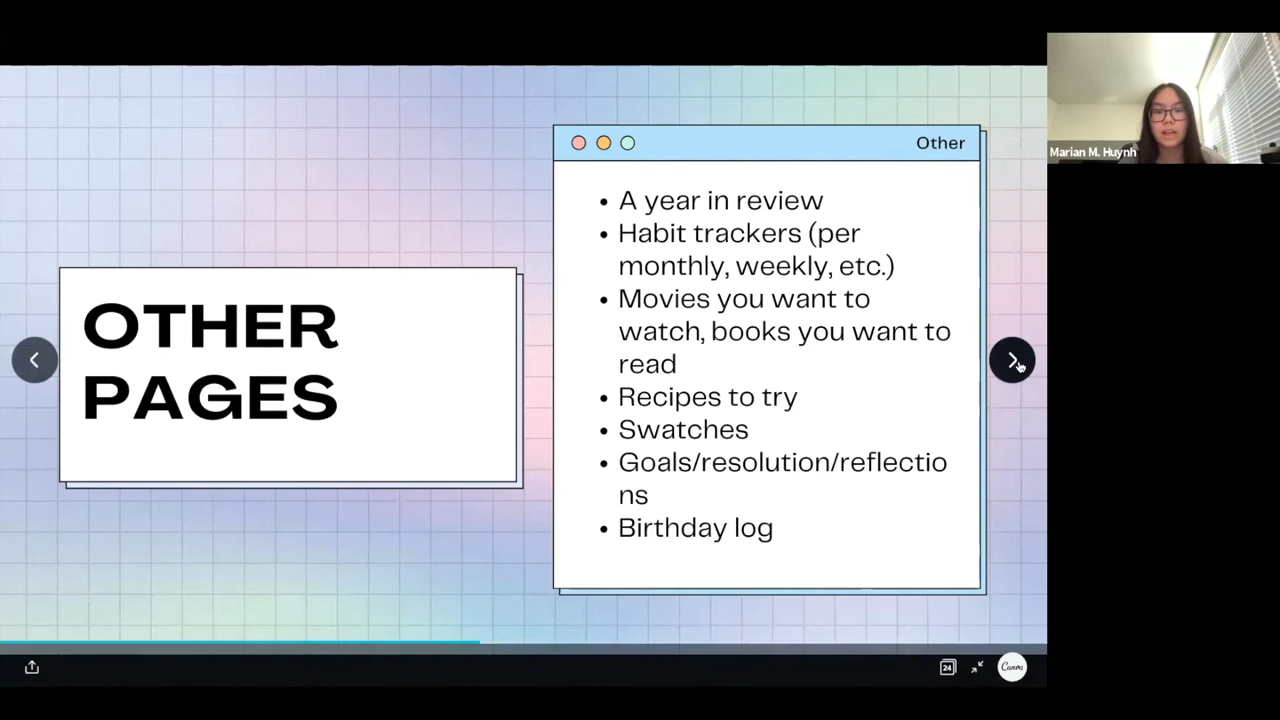 Other
A year in review
Habit trackers (per
monthly, weekly, etc.)
Movies you want to
watch, books you want to
read
Recipes to try
Swatches
Goals/resolution/reflectio
ns
Birthday log
OTHER
PAGES
Marian M. Huynh
24
Canva